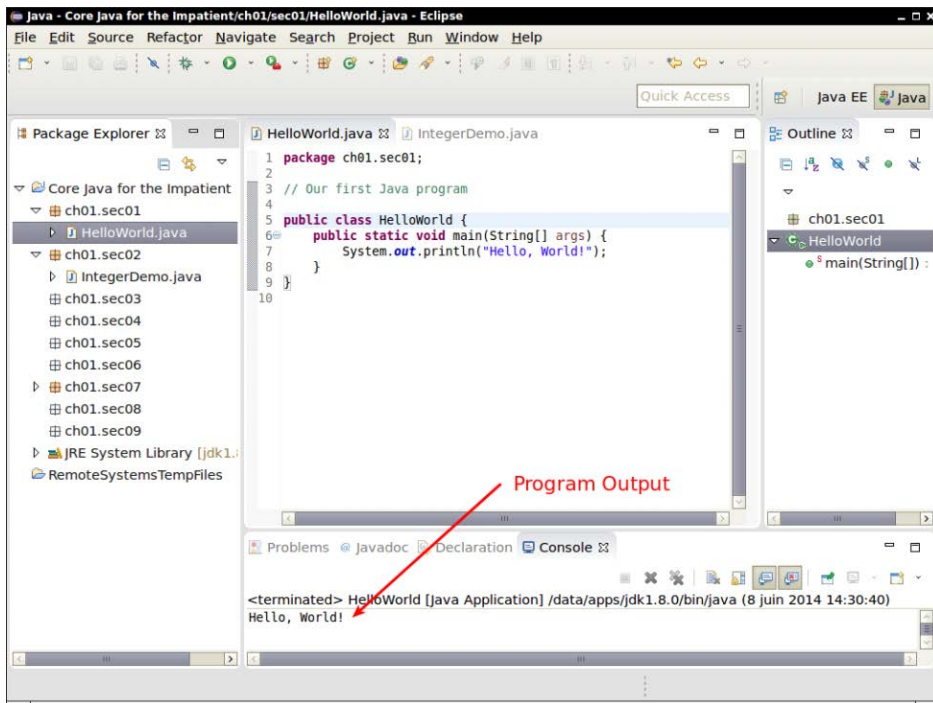 Java - Core Java for the Impatient/ch01/sec01/HelloWorld.java - Eclipse
File Edit Source Refactor Navigate Search Project Run Window Help
Quick Access
Java EE
Java
Package Explorer
Core Java for the Impatient
ch01.sec01
HelloWorld.java
ch01.sec02
IntegerDemo.java
ch01.sec03
ch01.sec04
ch01.sec05
ch01.sec06
ch01.sec07
ch01.sec08
ch01.sec09
JRE System Library [jdk1.
RemoteSystemsTempFiles
HelloWorld.java
IntegerDemo.java
1 package ch01.sec01;
2
3 // Our first Java program
4
5 public class HelloWorld {
6 public static void main(String[] args) {
7 System.out.println("Hello, World!");
8 }
9 }
10
Program Output
Outline
ch01.sec01
HelloWorld
main(String[]) :
Problems @ Javadoc Declaration Console
<terminated> HelloWorld [Java Application] /data/apps/jdk1.8.0/bin/java (8 juin 2014 14:30:40)
Hello, World!